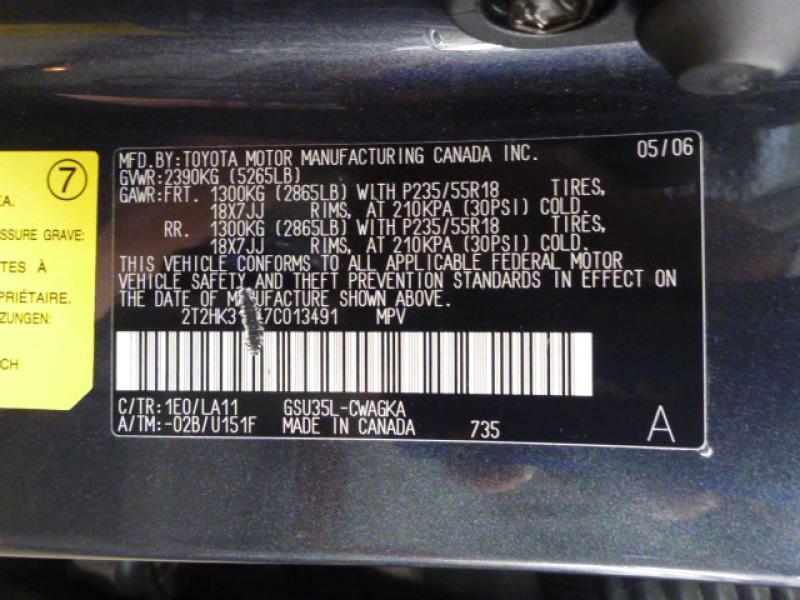 7
A.
SSURE GRAVE:
TES À
PRIÉTAIRE.
ZUNGEN:
CH
MFD.BY:TOYOTA MOTOR MANUFACTURING CANADA INC. 05/06
GVWR:2390KG (5265LB)
GAWR:FRT. 1300KG (2865LB) WITH P235/55R18 TIRES,
18X7JJ RIMS, AT 210KPA (30PSI) COLD.
RR. 1300KG (2865LB) WITH P235/55R18 TIRES,
18X7JJ RIMS, AT 210KPA (30PSI) COLD.
THIS VEHICLE CONFORMS TO ALL APPLICABLE FEDERAL MOTOR
VEHICLE SAFETY AND THEFT PREVENTION STANDARDS IN EFFECT ON
THE DATE OF MANUFACTURE SHOWN ABOVE.
MPV
C/TR:1E0/LA11 GSU35L-CWAGKA
A/TM:-02B/U151F MADE IN CANADA 735 A